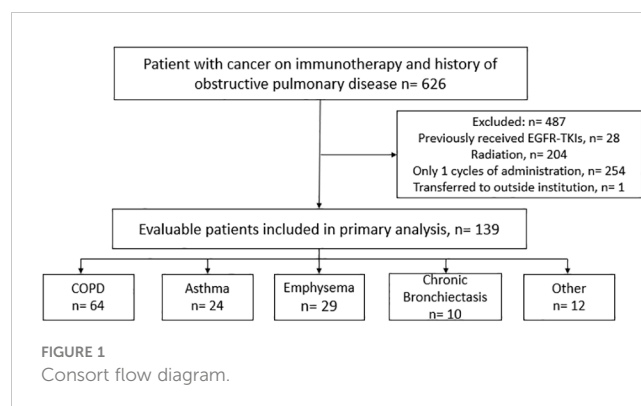 Patient with cancer on immunotherapy and history of
obstructive pulmonary disease n= 626
Excluded: n= 487
Previously received EGFR-TKIs, n= 28
Radiation, n= 204
Only 1 cycles of administration, n= 254
Transferred to outside institution, n= 1
Evaluable patients included in primary analysis, n= 139
COPD
n= 64
Asthma
n= 24
Emphysema
n= 29
Chronic
Bronchiectasis
n= 10
Other
n= 12
FIGURE 1
Consort flow diagram.